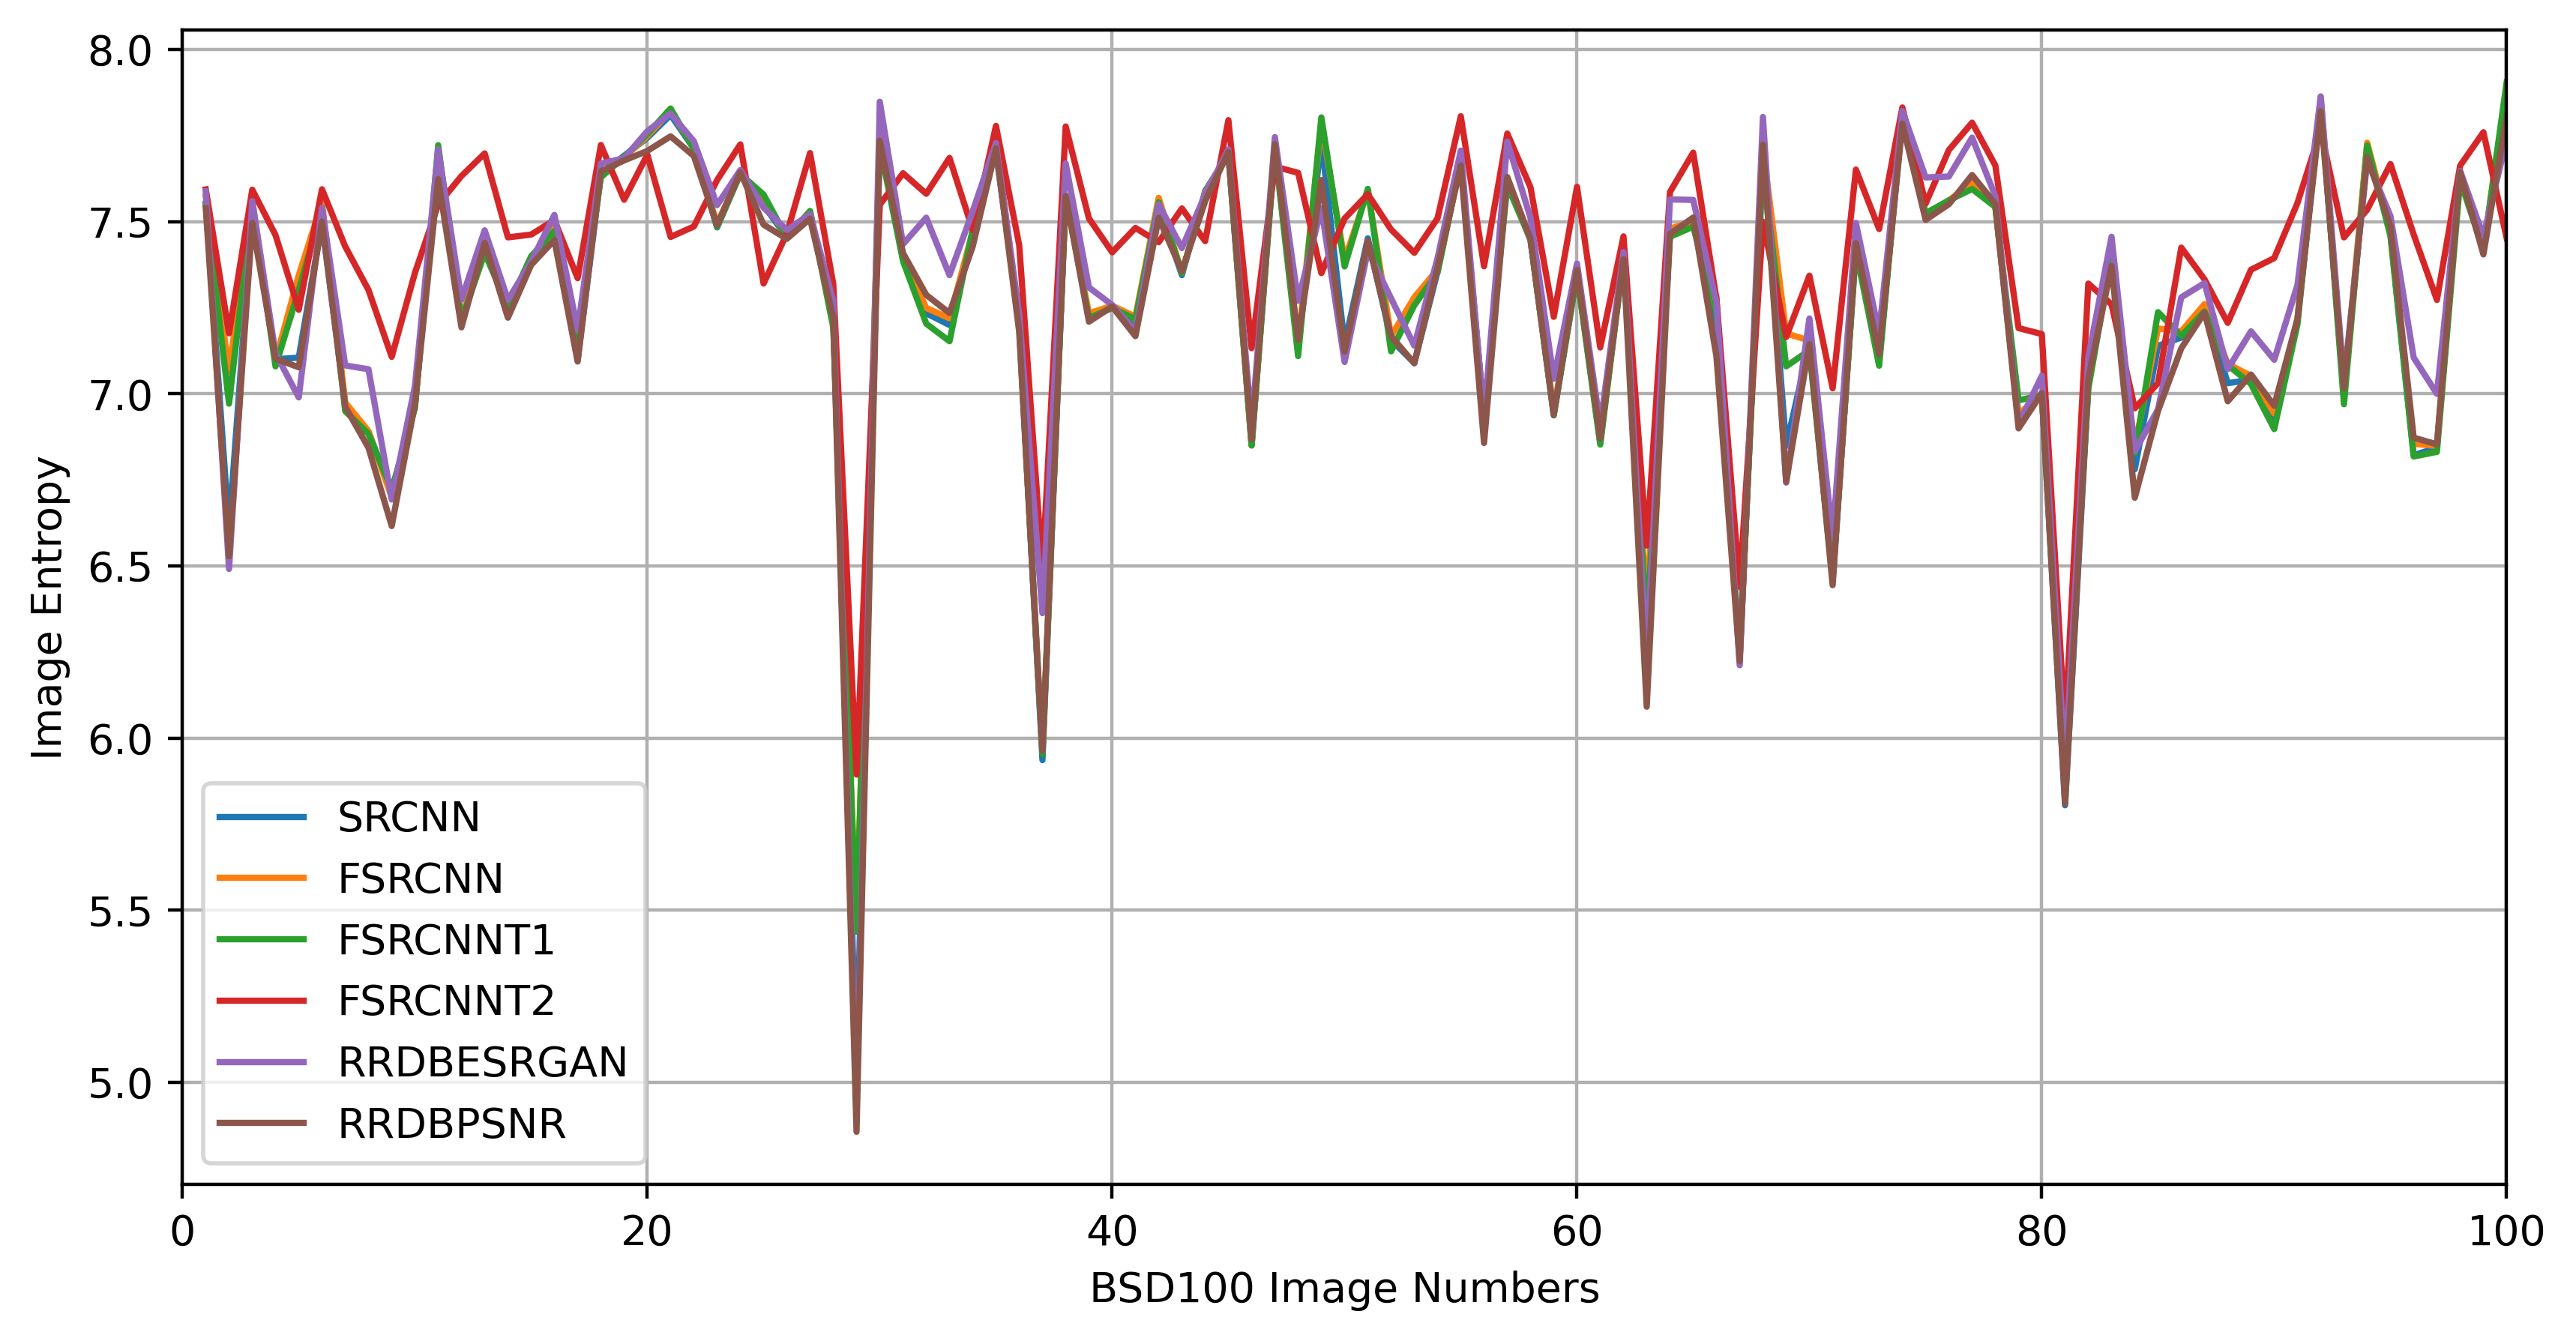 8.0
7.5
7.0
6.5
6.0
5.5
5.0
Image Entropy
SRCNN
FSRCNN
FSRCNNT1
FSRCNNT2
RRDBESRGAN
RRDBPSNR
0 20 40 60 80 100
BSD100 Image Numbers